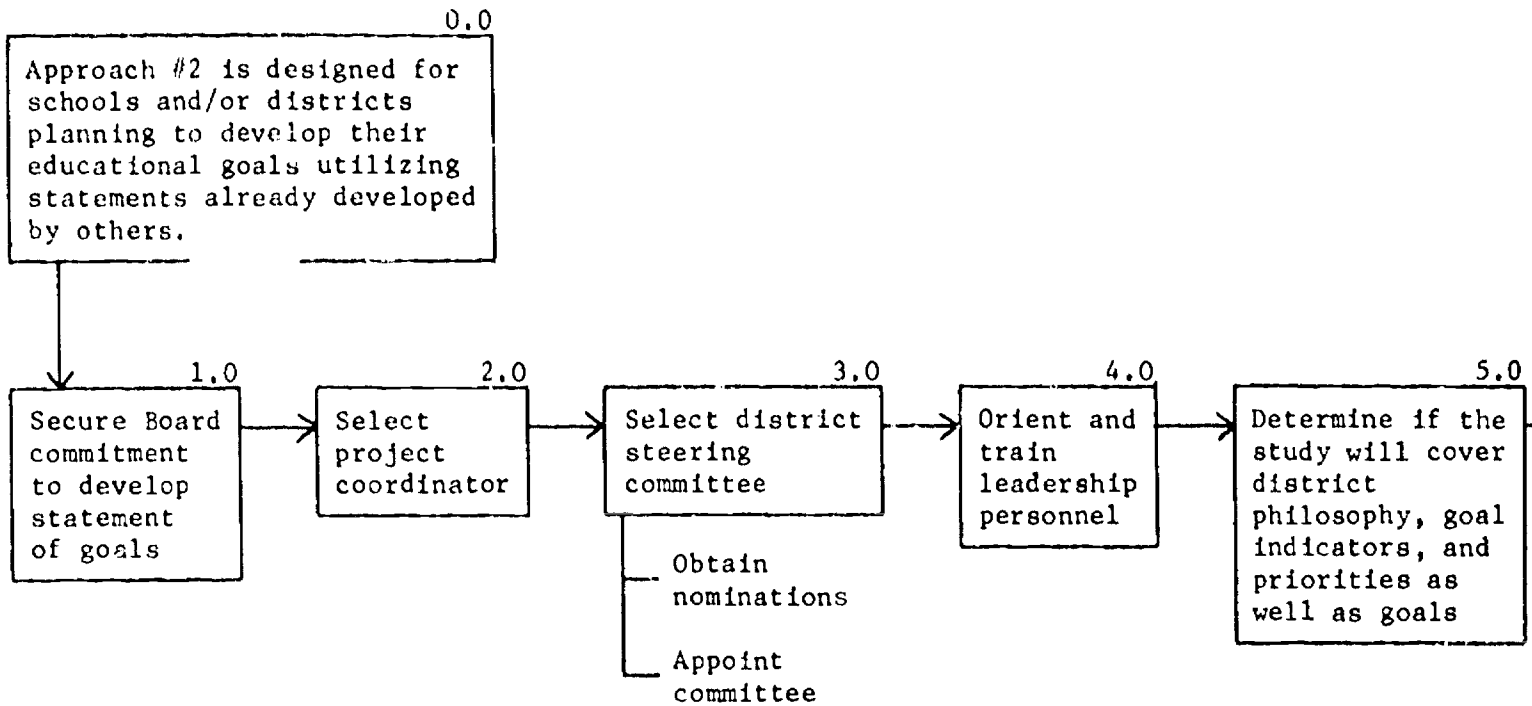 0.0
Approach #2 is designed for
schools and/or districts
planning to develop their
educational goals utilizing
statements already developed
by others.
1.0
Secure Board
commitment
to develop
statement
of goals
2.0
Select
project
coordinator
3.0
Select district
steering
committee
Obtain
nominations
Appoint
committee
4.0
Orient and
train
leadership
personnel
5.0
Determine if the
study will cover
district
philosophy, goal
indicators, and
priorities as
well as goals